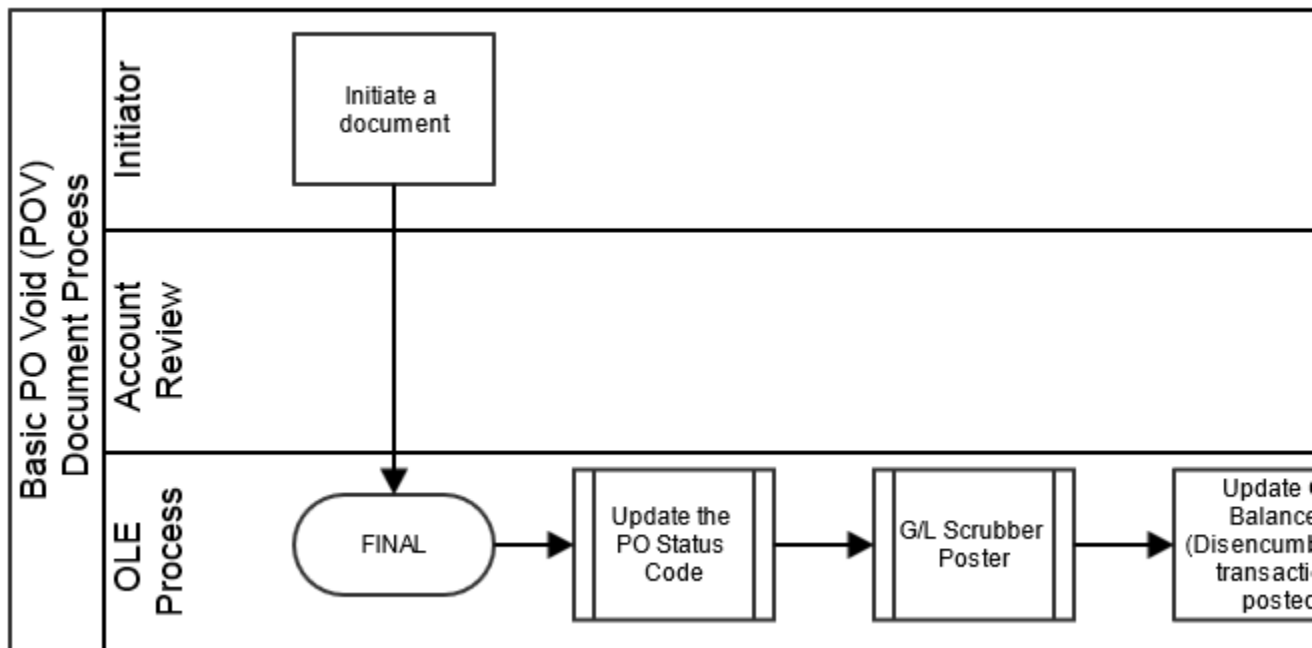 Basic PO Void (POV)
Document Process
Initiator
Initiate a
document
Account
Review
OLE
Process
FINAL
Update the
PO Status
Code
G/L Scrubber
Poster
Update